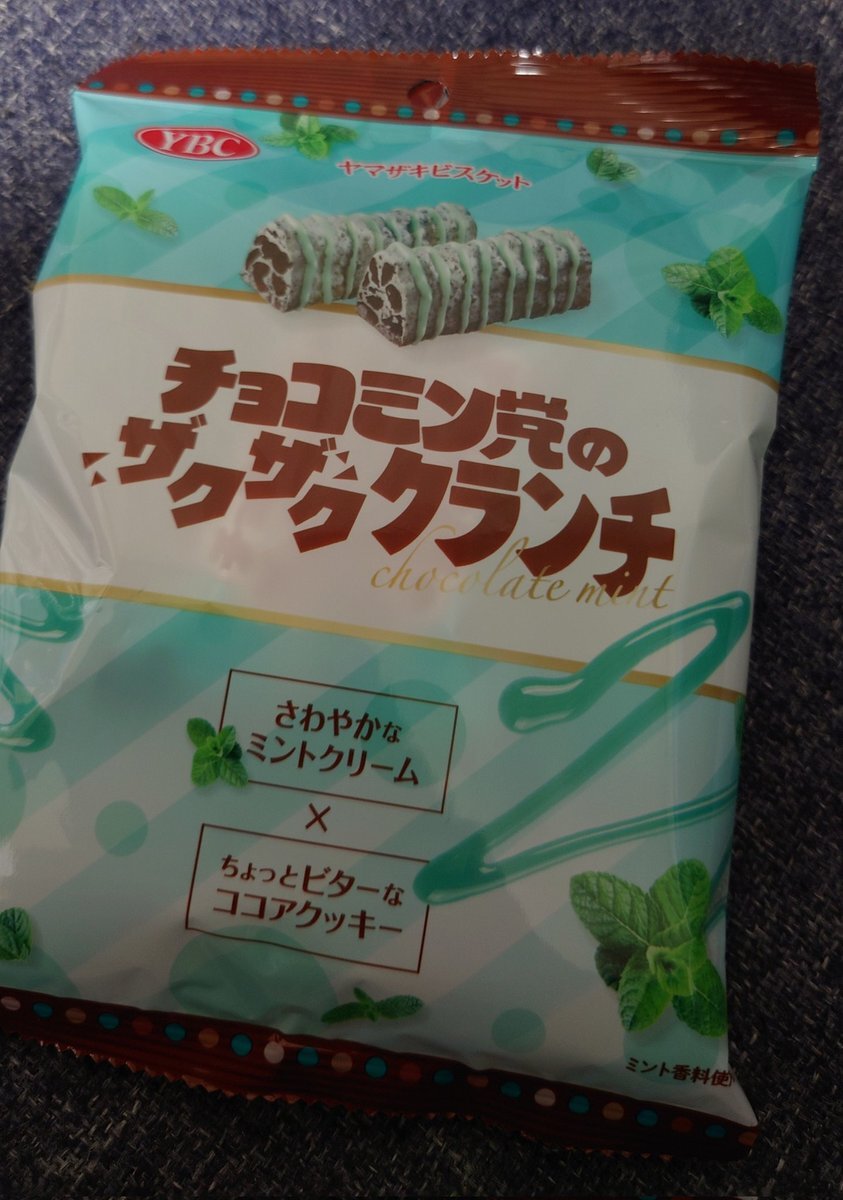 YBC
ヤマザキビスケット
チョコミン党の
ザクザククランチ
chocolate mint
さわやかな
ミントクリーム
×
ちょっとビターな
ココアクッキー
ミント香料使